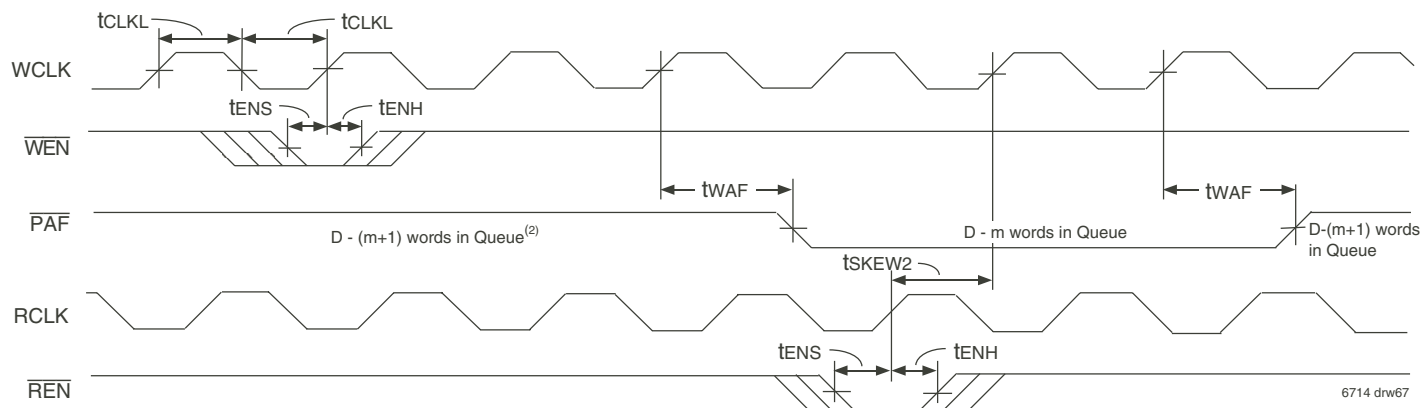 tCLKL tCLKL
WCLK
tENS tENH
WEN
tWAF tWAF
PAF
D - (m+1) words in Queue(2)
D - m words in Queue
D-(m+1) words
in Queue
tSKEW2
RCLK
tENS tENH
REN
6714 drw67